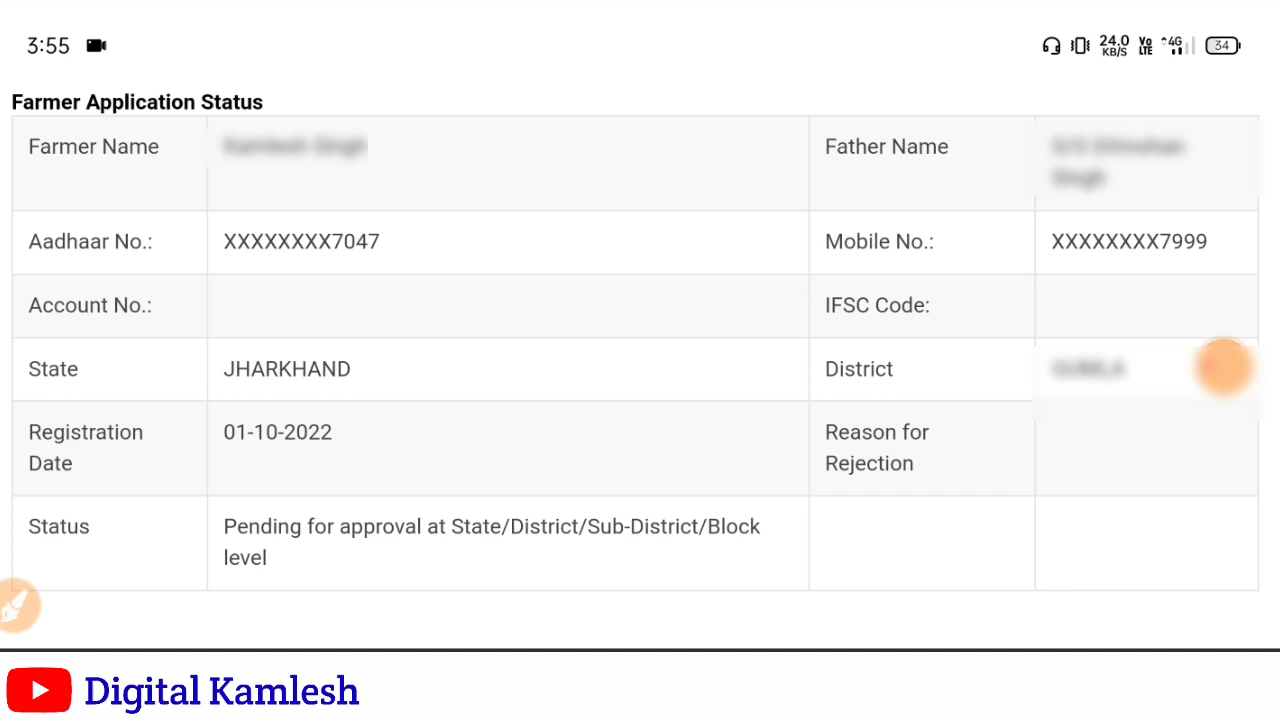 3:55
24.0 KB/S Vo LTE 4G 34
Farmer Application Status
Farmer Name Father Name
Aadhaar No.: XXXXXXXX7047 Mobile No.: XXXXXXXX7999
Account No.: IFSC Code:
State JHARKHAND District
Registration Date 01-10-2022 Reason for Rejection
Status Pending for approval at State/District/Sub-District/Block
level
Digital Kamlesh